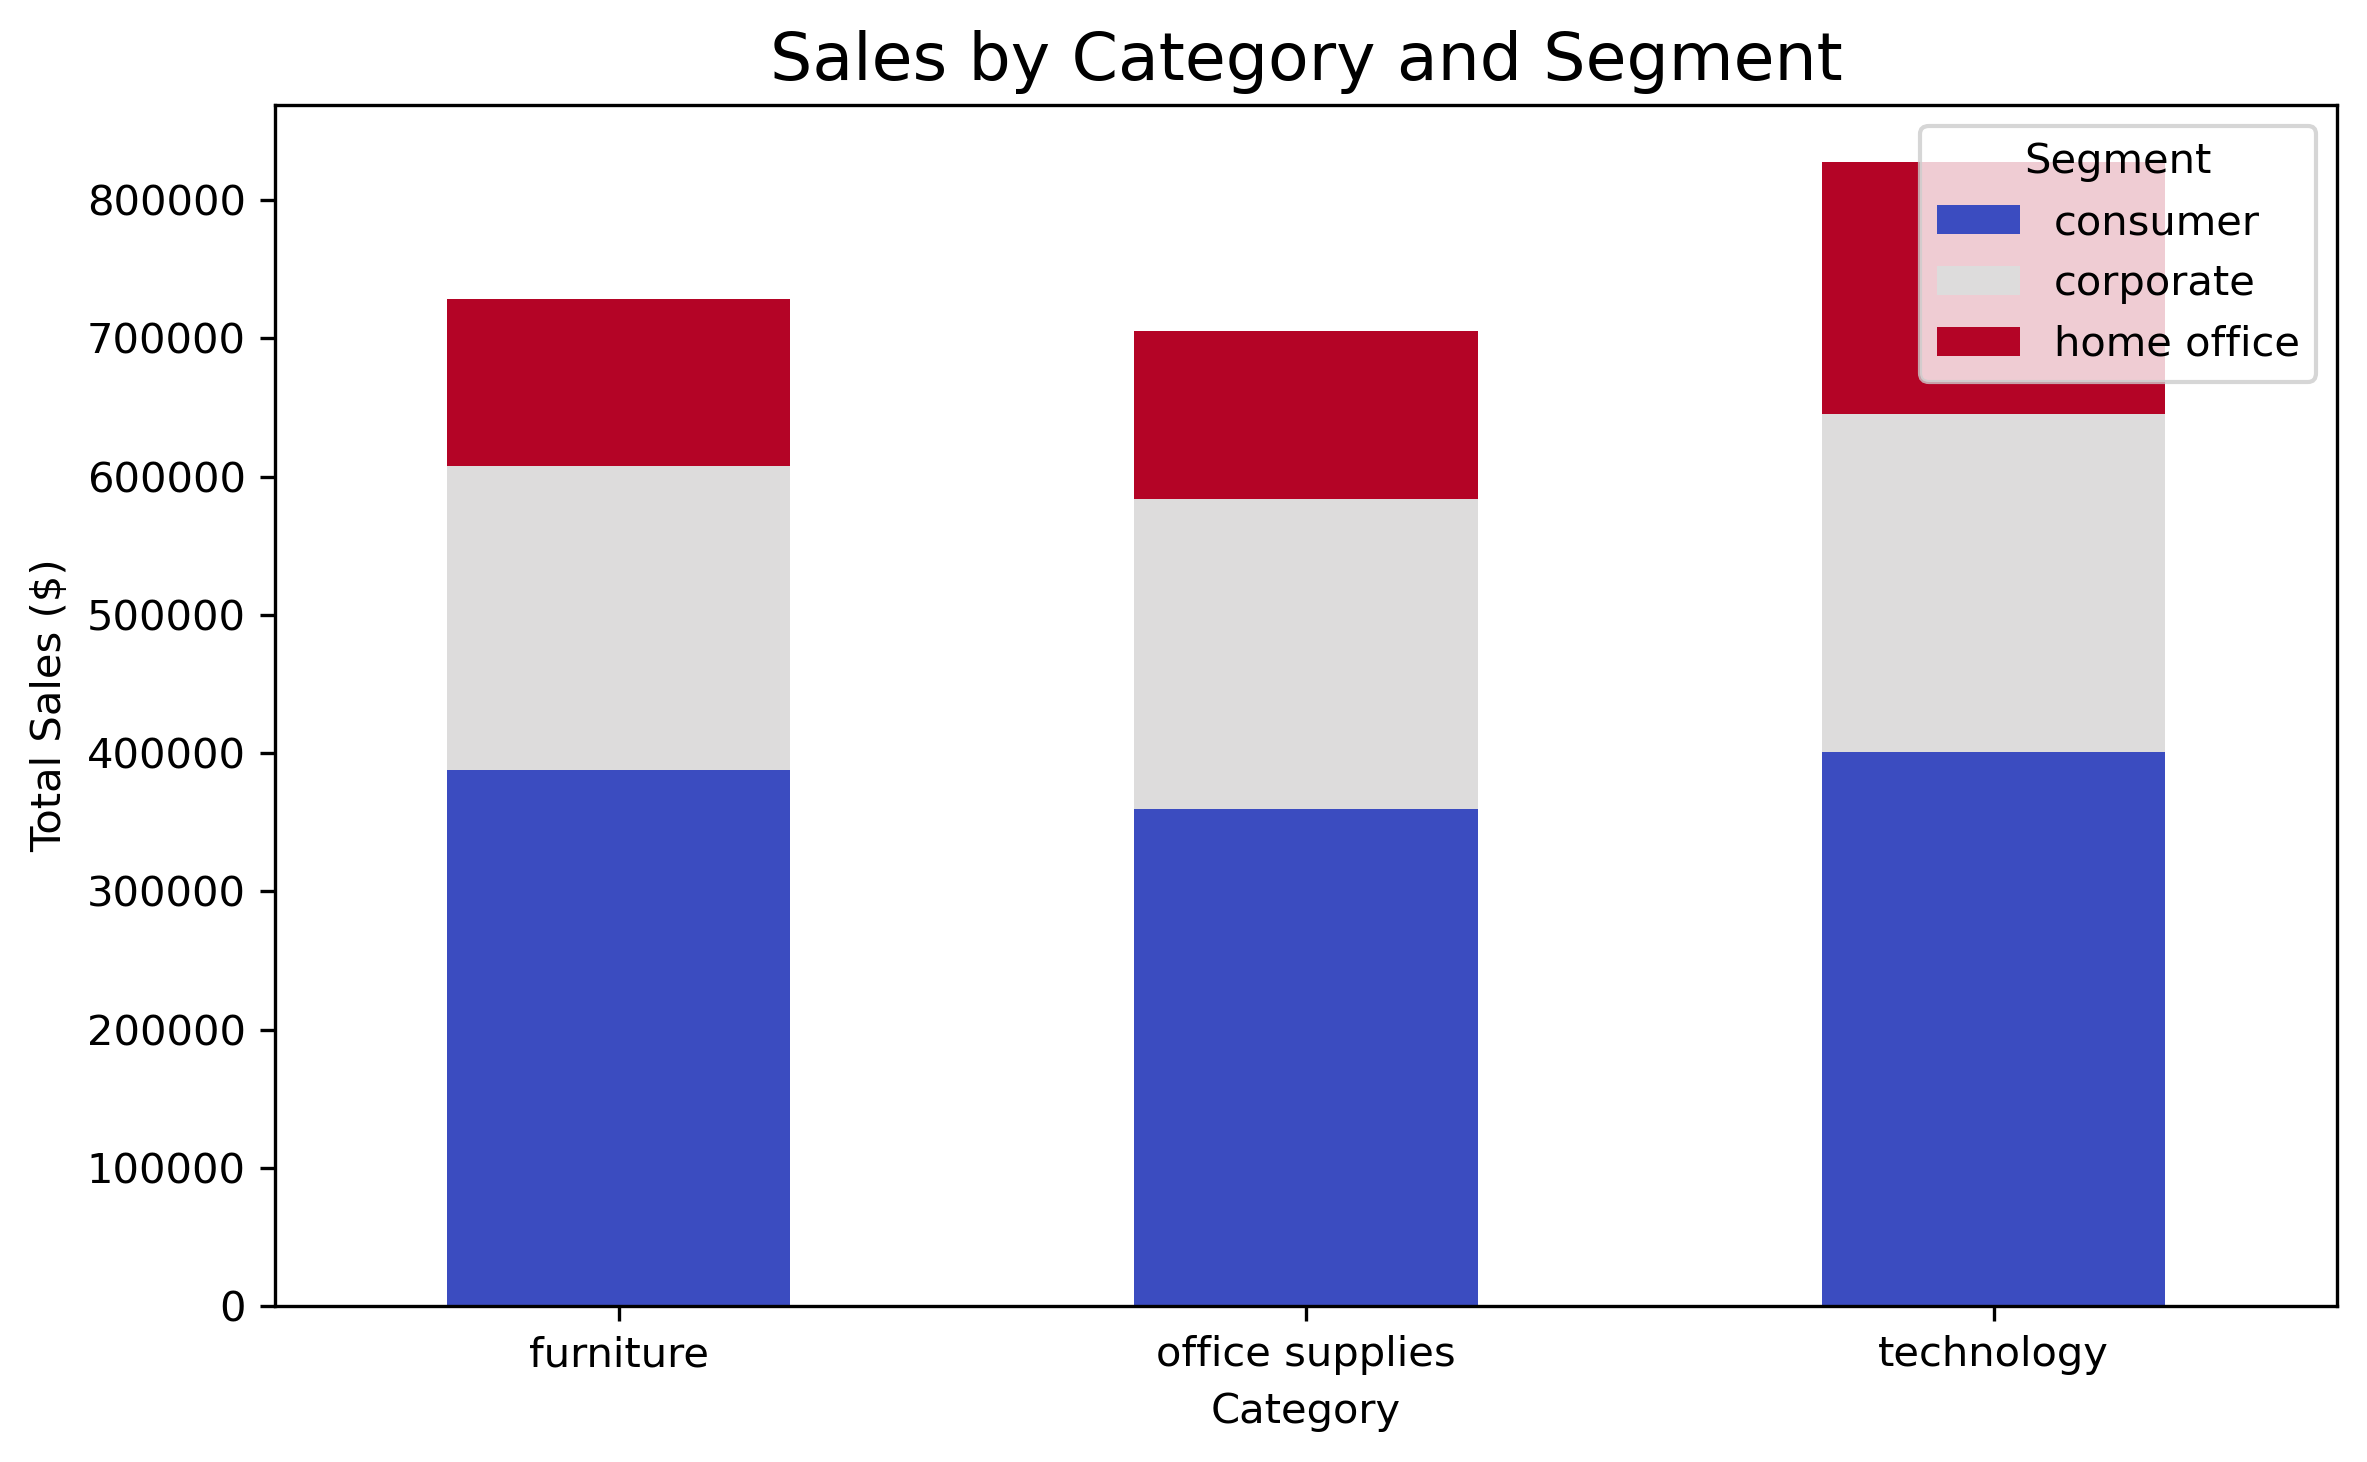 Sales by Category and Segment
Segment
consumer
corporate
home office
800000
700000
600000
500000
400000
300000
200000
100000
0
Total Sales ($)
furniture
office supplies
technology
Category